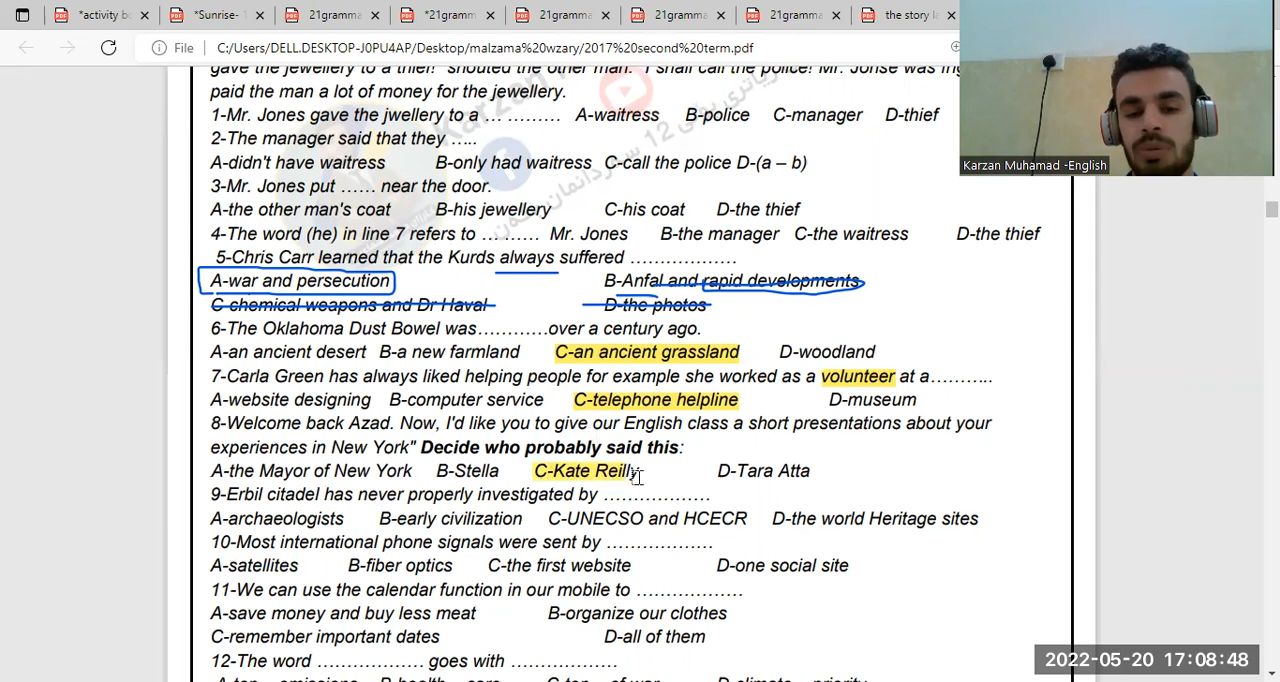 *activity b
*Sunrise- 1
21gramma
*21gramm
21gramm
21gramma
21gramma
the story la
File
C:/Users/DELL.DESKTOP-J0PU4AP/Desktop/malzama%20wzary/2017%20second%20term.pdf
paid the man a lot of money for the jewellery.
1-Mr. Jones gave the jwellery to a ... ......... A-waitress B-police C-manager D-thief
2-The manager said that they .....
A-didn't have waitress B-only had waitress C-call the police D-(a – b)
3-Mr. Jones put ...... near the door.
A-the other man's coat B-his jewellery C-his coat D-the thief
4-The word (he) in line 7 refers to ... ...... Mr. Jones B-the manager C-the waitress D-the thief
5-Chris Carr learned that the Kurds always suffered ..................
A-war and persecution B-Anfal and rapid developments
C-chemical weapons and Dr Haval D-the photos
6-The Oklahoma Dust Bowel was............over a century ago.
A-an ancient desert B-a new farmland C-an ancient grassland D-woodland
7-Carla Green has always liked helping people for example she worked as a volunteer at a...........
A-website designing B-computer service C-telephone helpline D-museum
8-Welcome back Azad. Now, I'd like you to give our English class a short presentations about your
experiences in New York" Decide who probably said this:
A-the Mayor of New York B-Stella C-Kate Reilly D-Tara Atta
9-Erbil citadel has never properly investigated by ..................
A-archaeologists B-early civilization C-UNECSO and HCECR D-the world Heritage sites
10-Most international phone signals were sent by ..................
A-satellites B-fiber optics C-the first website D-one social site
11-We can use the calendar function in our mobile to ..................
A-save money and buy less meat B-organize our clothes
C-remember important dates D-all of them
12-The word .................. goes with ..................
Karzan Muhamad -English
2022-05-20 17:08:48